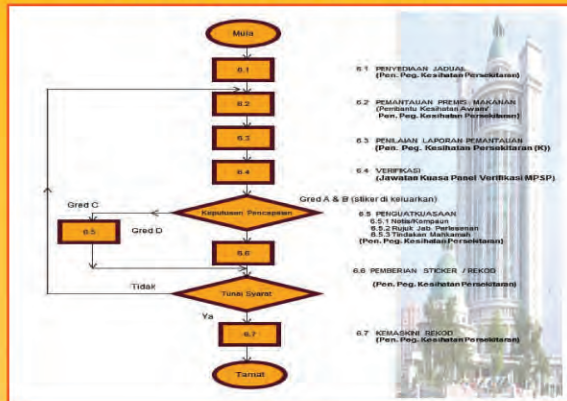 Mula
6.1
6.2
6.3
6.4
Keputusan Pencapaian
Gred A & B (stiker di keluarkan)
Gred C
Gred D
6.5
6.6
Tidak
Tunai Syarat
Ya
6.7
Tamat
6.1 PENYEDIAAN JADUAL
(Pen. Peg. Kesihatan Persekitaran)
6.2 PEMANTAUAN PREMIS MAKANAN
(Pembantu Kesihatan Awam/
Pen. Peg. Kesihatan Persekitaran)
6.3 PENILAIAN LAPORAN PEMANTAUAN
(Pen. Peg. Kesihatan Persekitaran (K))
6.4 VERIFIKASI
(Jawatan Kuasa Panel Verifikasi MPSP)
6.5 PENGUATKUASAAN
6.5.1 Notis/Kompaun
6.5.2 Rujuk Jab. Perlesenan
6.5.3 Tindakan Mahkamah
(Pen. Peg. Kesihatan Persekitaran)
6.6 PEMBERIAN STICKER / REKOD
(Pen. Peg. Kesihatan Persekitaran)
6.7 KEMASKINI REKOD
(Pen. Peg. Kesihatan Persekitaran)